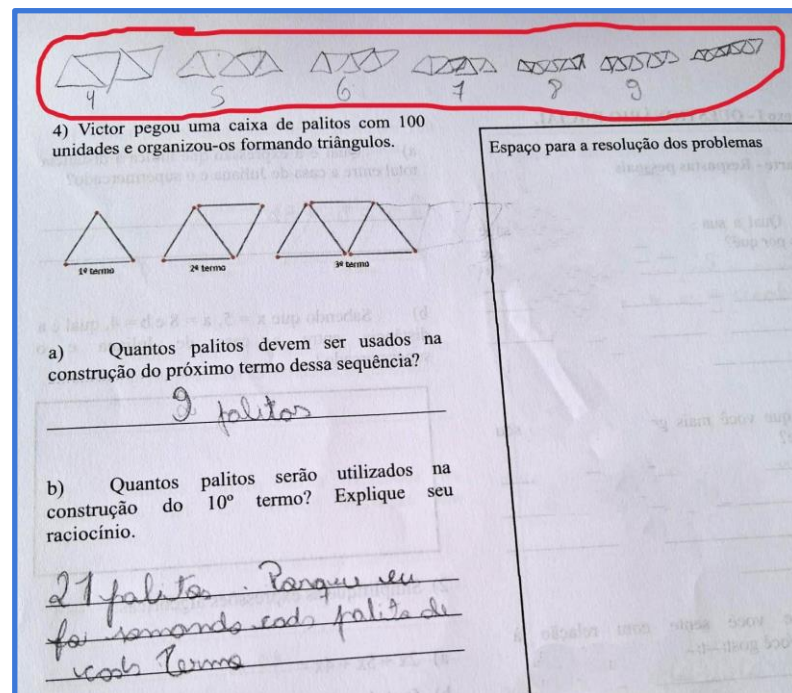 4 5 6 7 8 9
4) Victor pegou uma caixa de palitos com 100
unidades e organizou-os formando triângulos.
1º termo 2º termo 3º termo
a) Quantos palitos devem ser usados na
construção do próximo termo dessa sequência?
9 palitos
b) Quantos palitos serão utilizados na
construção do 10º termo? Explique seu
raciocínio.
21 palitos. Porque eu
foi somando cada palito de
cada termo
Espaço para a resolução dos problemas